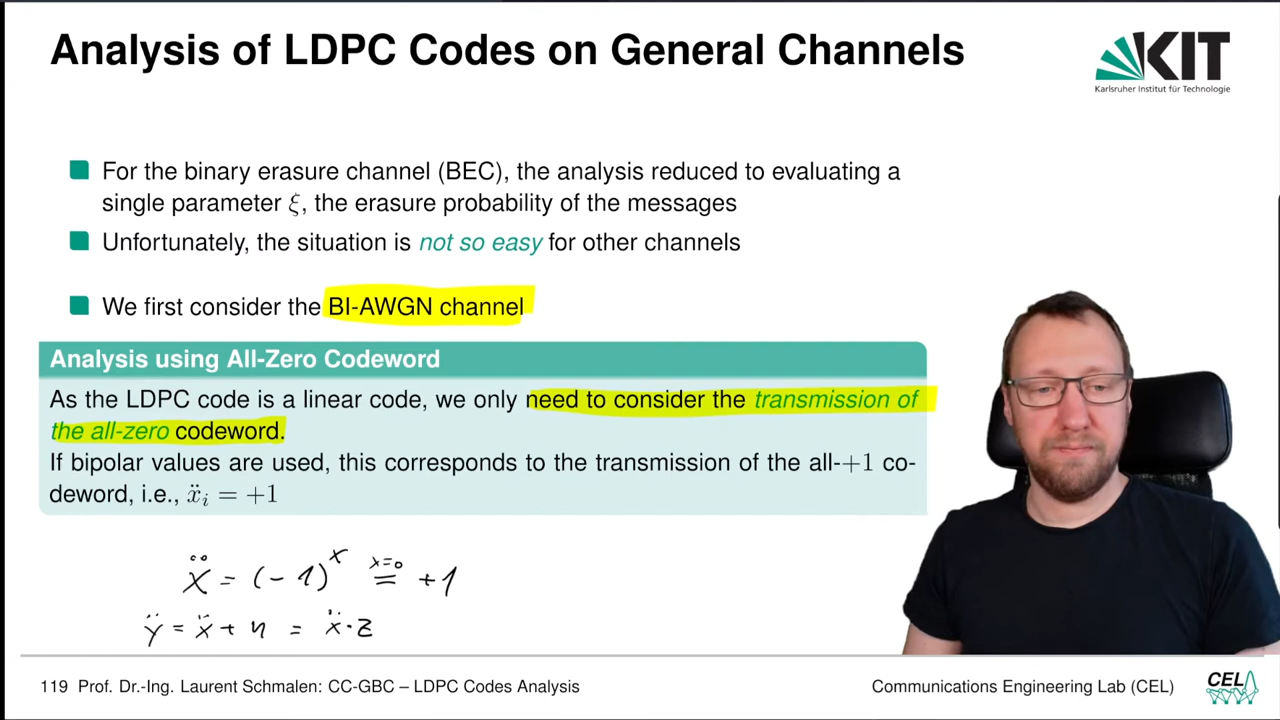 Analysis of LDPC Codes on General Channels
KIT
Karlsruher Institut für Technologie
For the binary erasure channel (BEC), the analysis reduced to evaluating a
single parameter ξ, the erasure probability of the messages
Unfortunately, the situation is not so easy for other channels
We first consider the BI-AWGN channel
Analysis using All-Zero Codeword
As the LDPC code is a linear code, we only need to consider the transmission of
the all-zero codeword.
If bipolar values are used, this corresponds to the transmission of the all-+1 co-
deword, i.e., ẍᵢ = +1
ẍ = (-1)ˣ x=0 = +1
ÿ = ẍ + n = ẍ · z
119 Prof. Dr.-Ing. Laurent Schmalen: CC-GBC – LDPC Codes Analysis
Communications Engineering Lab (CEL)
CEL